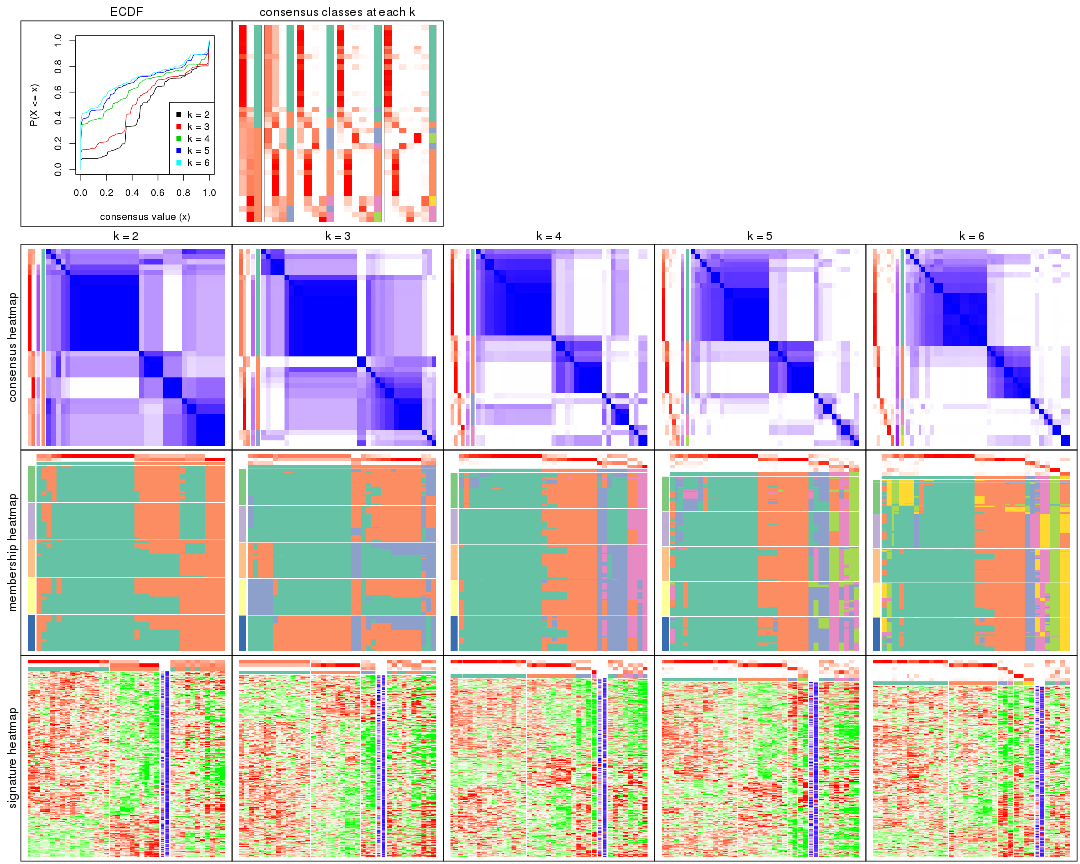 ECDF
consensus classes at each k
P(X <= x)
0.0 0.2 0.4 0.6 0.8 1.0
k = 2
k = 3
k = 4
k = 5
k = 6
0.0 0.2 0.4 0.6 0.8 1.0
consensus value (x)
k = 2
k = 3
k = 4
k = 5
k = 6
consensus heatmap
membership heatmap
signature heatmap